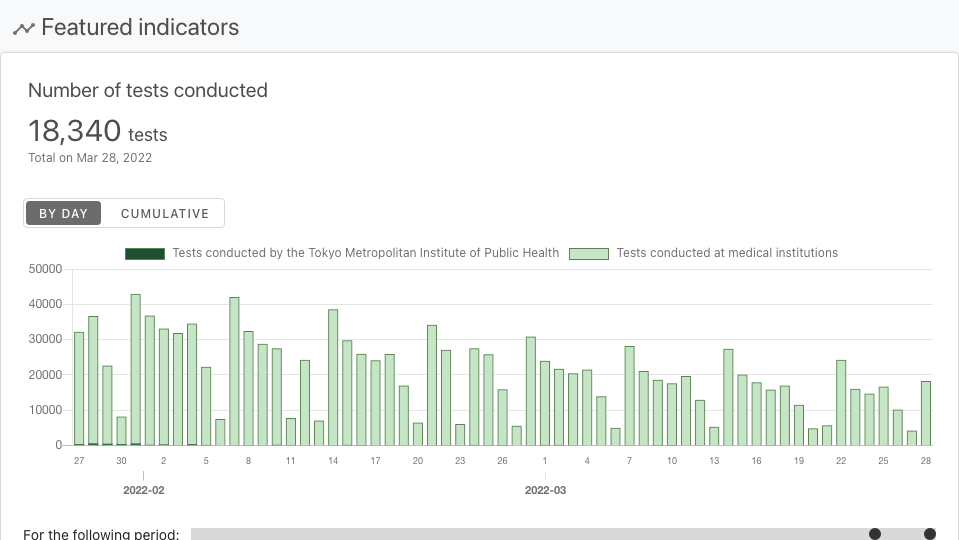 Featured indicators
Number of tests conducted
18,340 tests
Total on Mar 28, 2022
BY DAY CUMULATIVE
Tests conducted by the Tokyo Metropolitan Institute of Public Health Tests conducted at medical institutions
50000
40000
30000
20000
10000
0
27 30 2 5 8 11 14 17 20 23 26 1 4 7 10 13 16 19 22 25 28
2022-02 2022-03
For the following period: